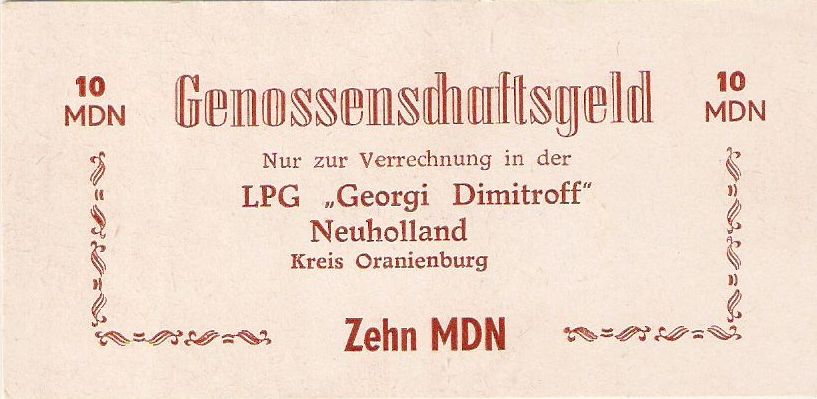 10 MDN
Genossenschaftsgeld
10 MDN
Nur zur Verrechnung in der
LPG „Georgi Dimitroff“
Neuholland
Kreis Oranienburg
Zehn MDN